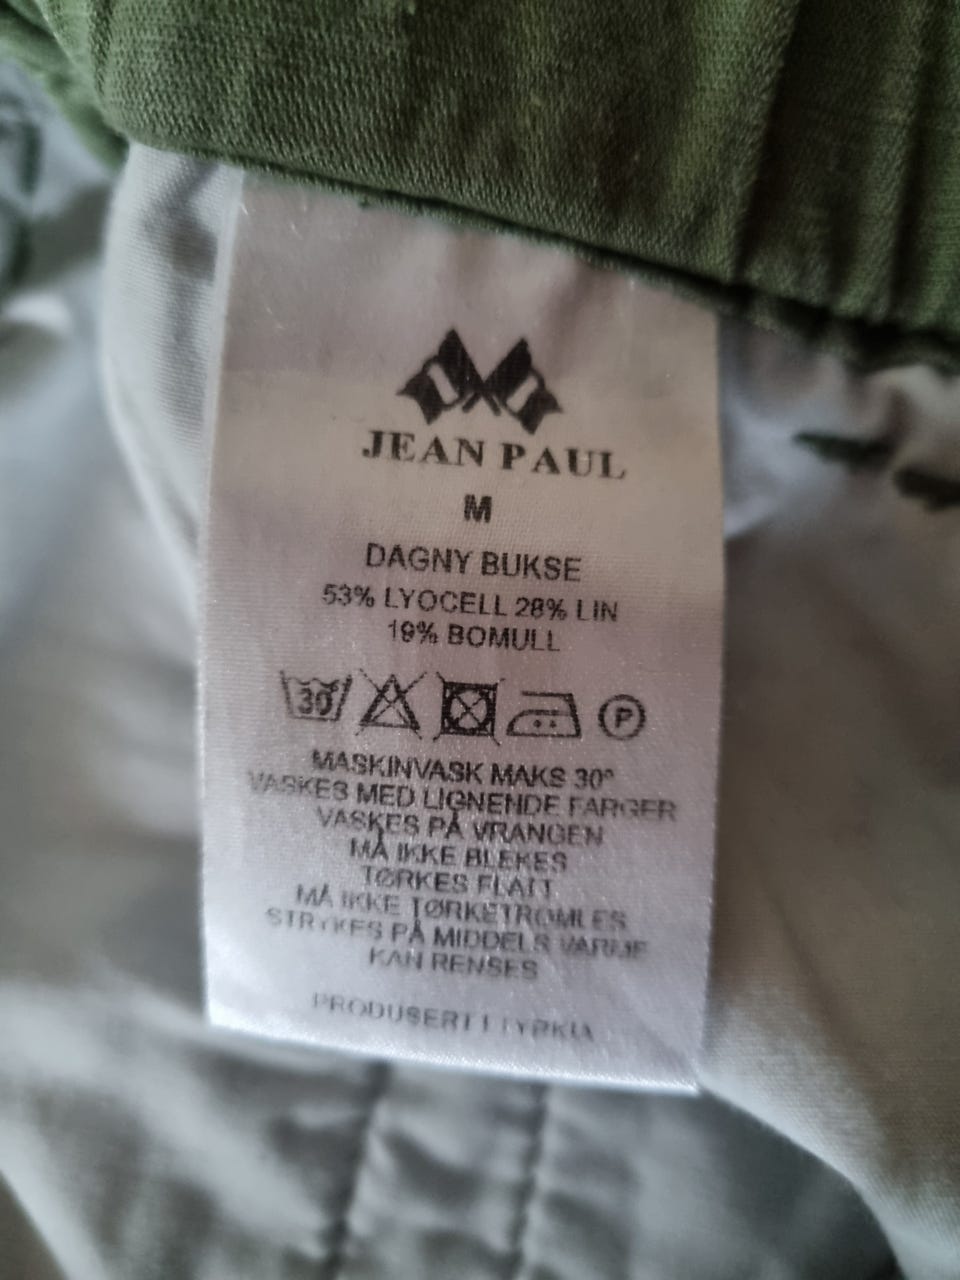 JEAN PAUL
M
DAGNY BUKSE
53% LYOCELL 28% LIN
19% BOMULL
30 P
MASKINVASK MAKS 30°
VASKES MED LIGNENDE FARGER
VASKES PÅ VRANGEN
MÅ IKKE BLEKES
TØRKES FLATT
MÅ IKKE TØRKETROMLES
STRYKES PÅ MIDDELS VARME
KAN RENSES
PRODUSERT I TYRKIA